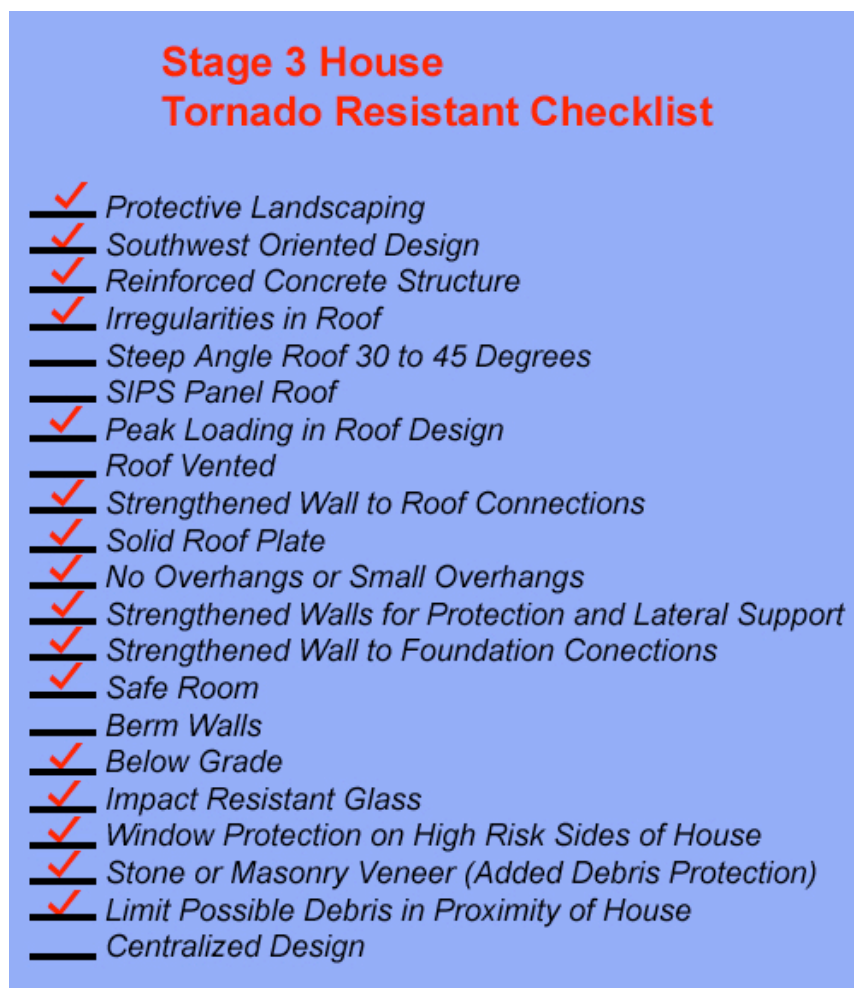 Stage 3 House
Tornado Resistant Checklist
Protective Landscaping
Southwest Oriented Design
Reinforced Concrete Structure
Irregularities in Roof
Steep Angle Roof 30 to 45 Degrees
SIPS Panel Roof
Peak Loading in Roof Design
Roof Vented
Strengthened Wall to Roof Connections
Solid Roof Plate
No Overhangs or Small Overhangs
Strengthened Walls for Protection and Lateral Support
Strengthened Wall to Foundation Conections
Safe Room
Berm Walls
Below Grade
Impact Resistant Glass
Window Protection on High Risk Sides of House
Stone or Masonry Veneer (Added Debris Protection)
Limit Possible Debris in Proximity of House
Centralized Design